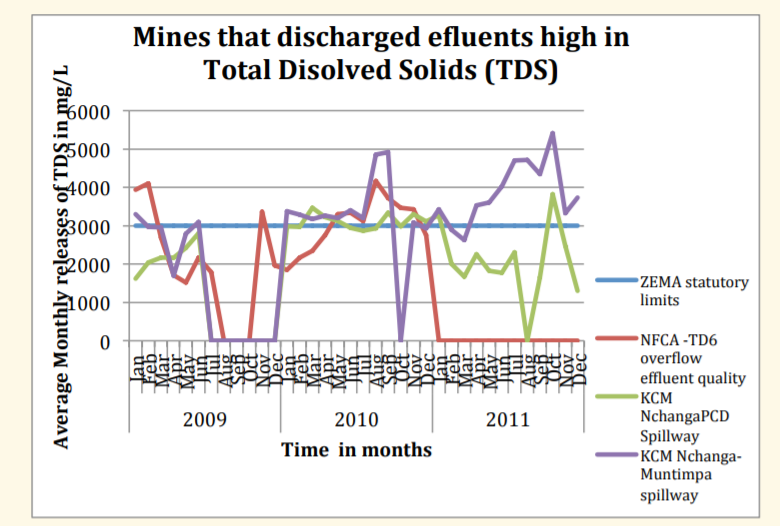 Mines that discharged efluents high in
Total Disolved Solids (TDS)
Average Monthly releases of TDS in mg/L
6000
5000
4000
3000
2000
1000
0
Jan Feb Mar Apr May Jun Jul Aug Sep Oct Nov Dec Jan Feb Mar Apr May Jun Jul Aug Sep Oct Nov Dec Jan Feb Mar Apr May Jun Jul Aug Sep Oct Nov Dec
2009 2010 2011
Time in months
ZEMA statutory
limits
NFCA -TD6
overflow
effluent quality
KCM
NchangaPCD
Spillway
KCM Nchanga-
Muntimpa
spillway